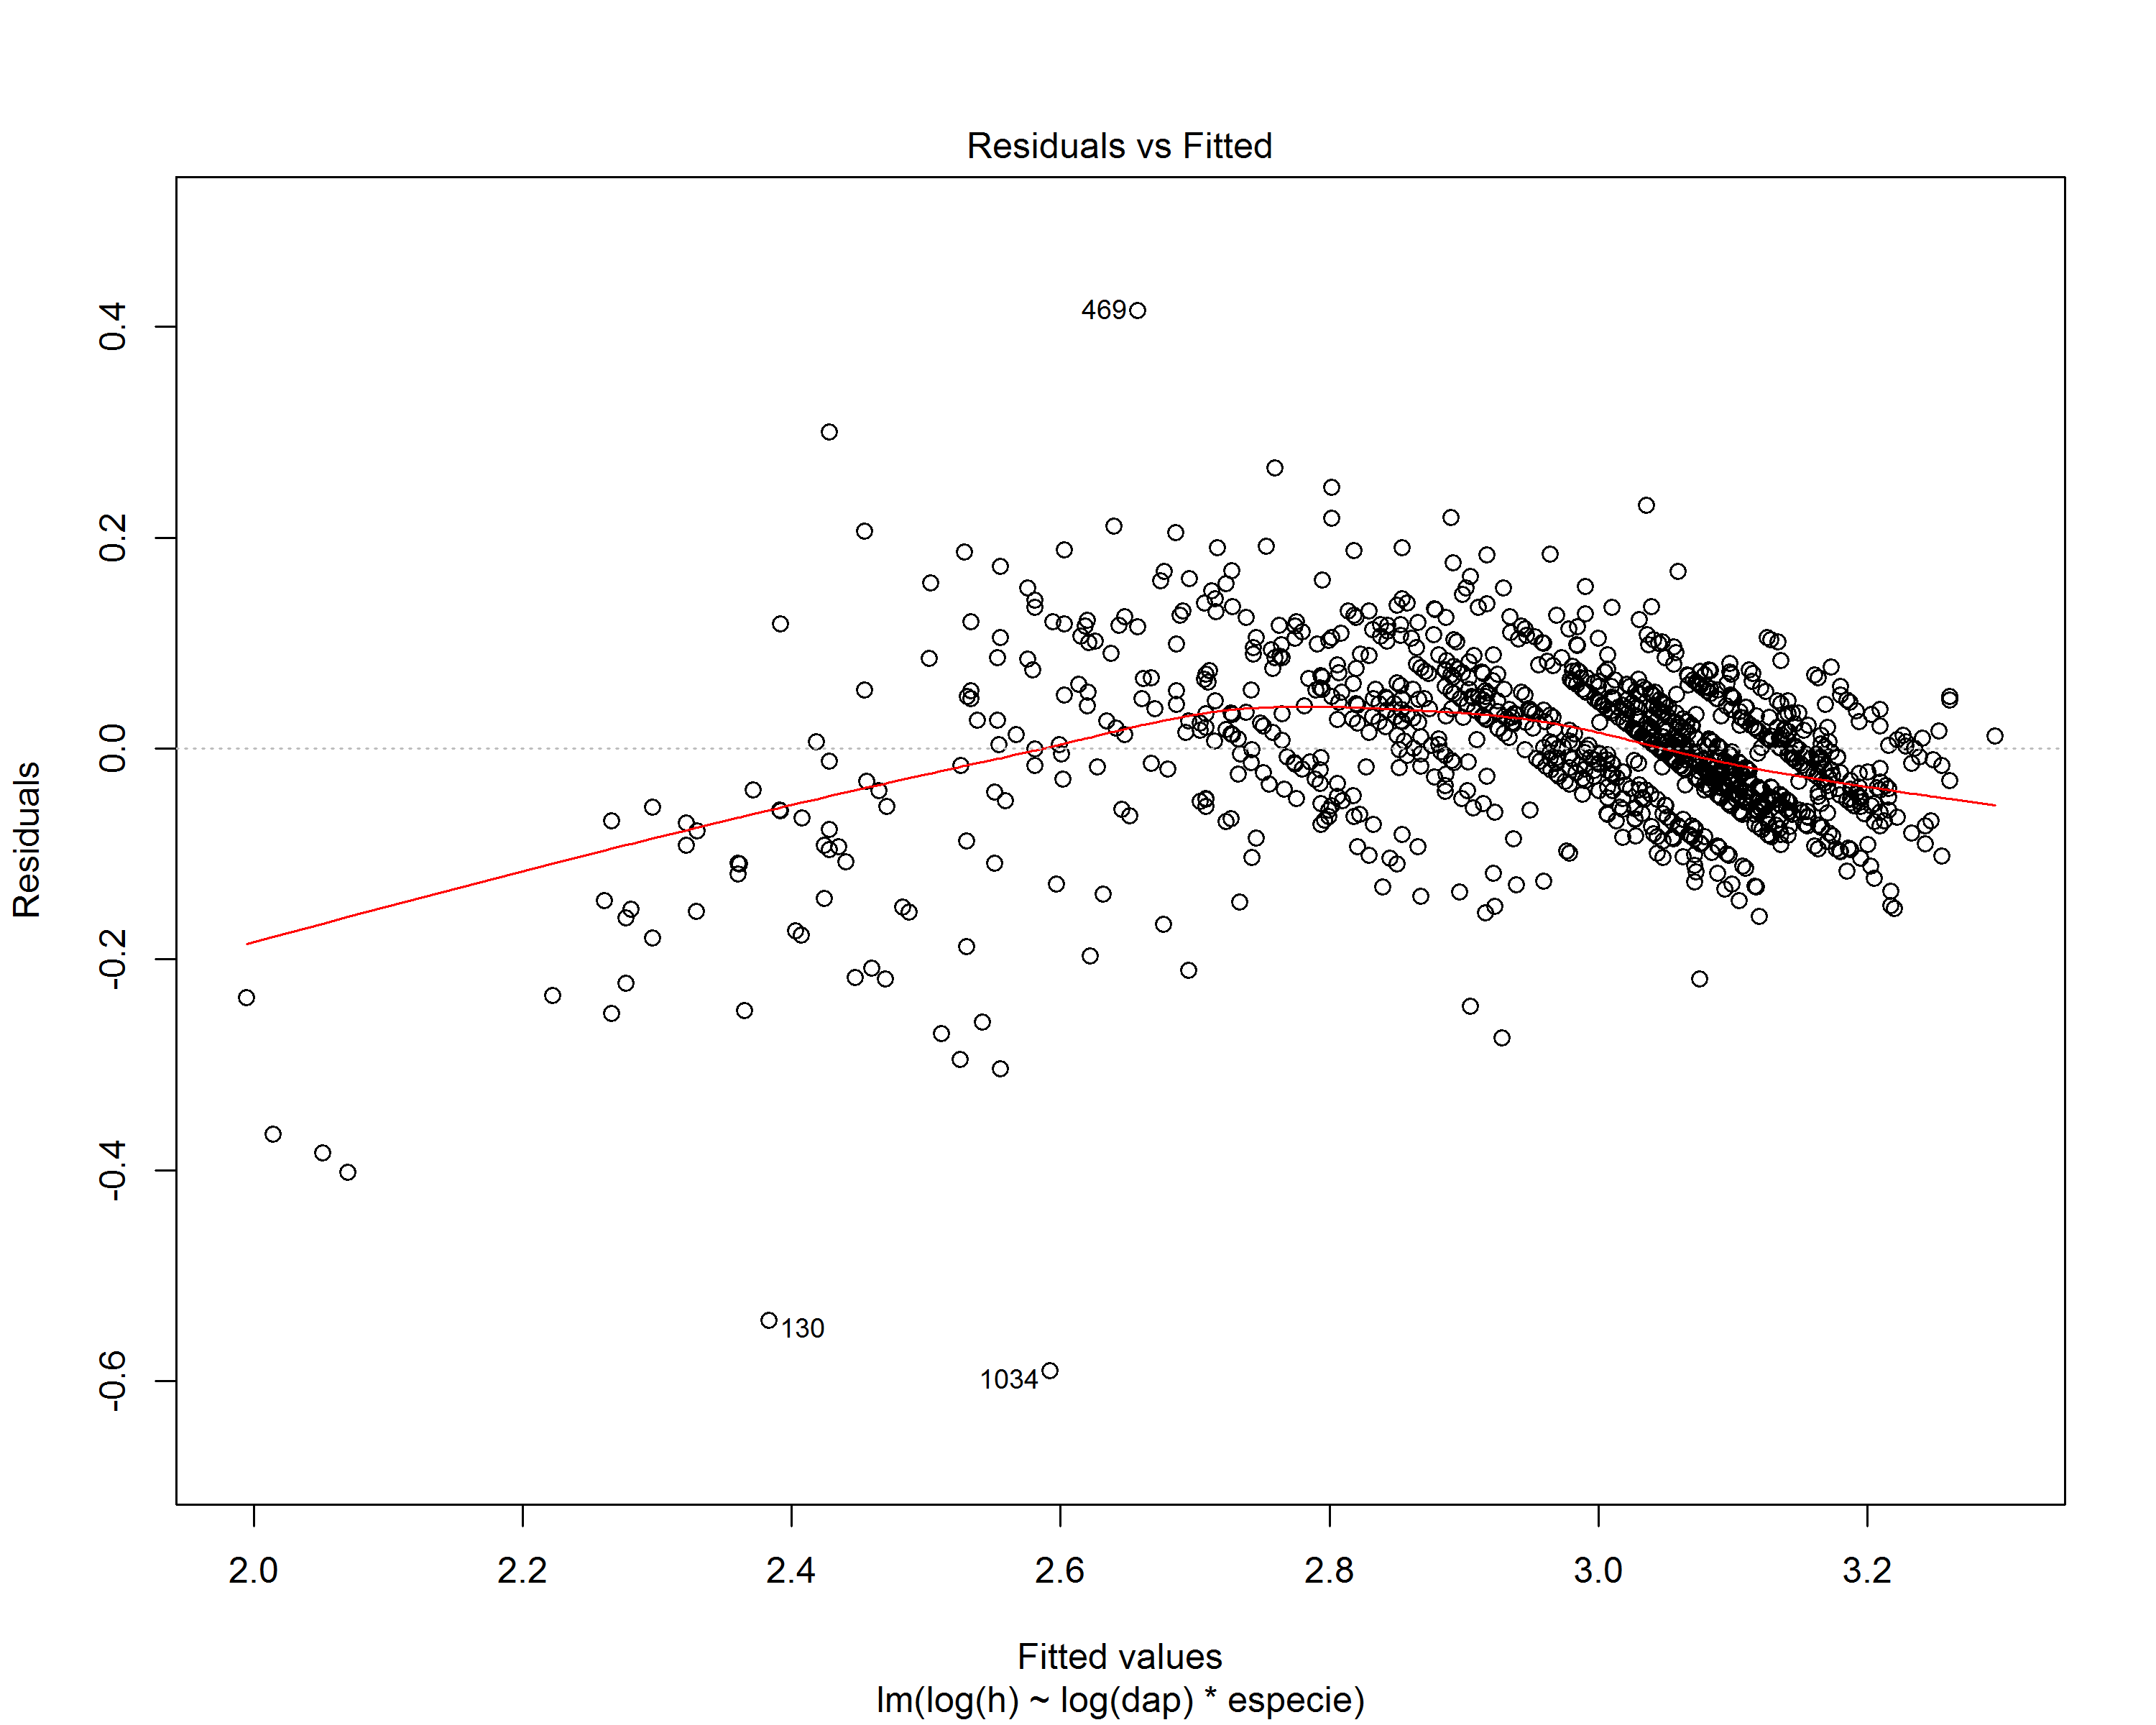 Residuals vs Fitted
Residuals
0.4
0.2
0.0
-0.2
-0.4
-0.6
469
130
1034
2.0 2.2 2.4 2.6 2.8 3.0 3.2
Fitted values
lm(log(h) ~ log(dap) * especie)